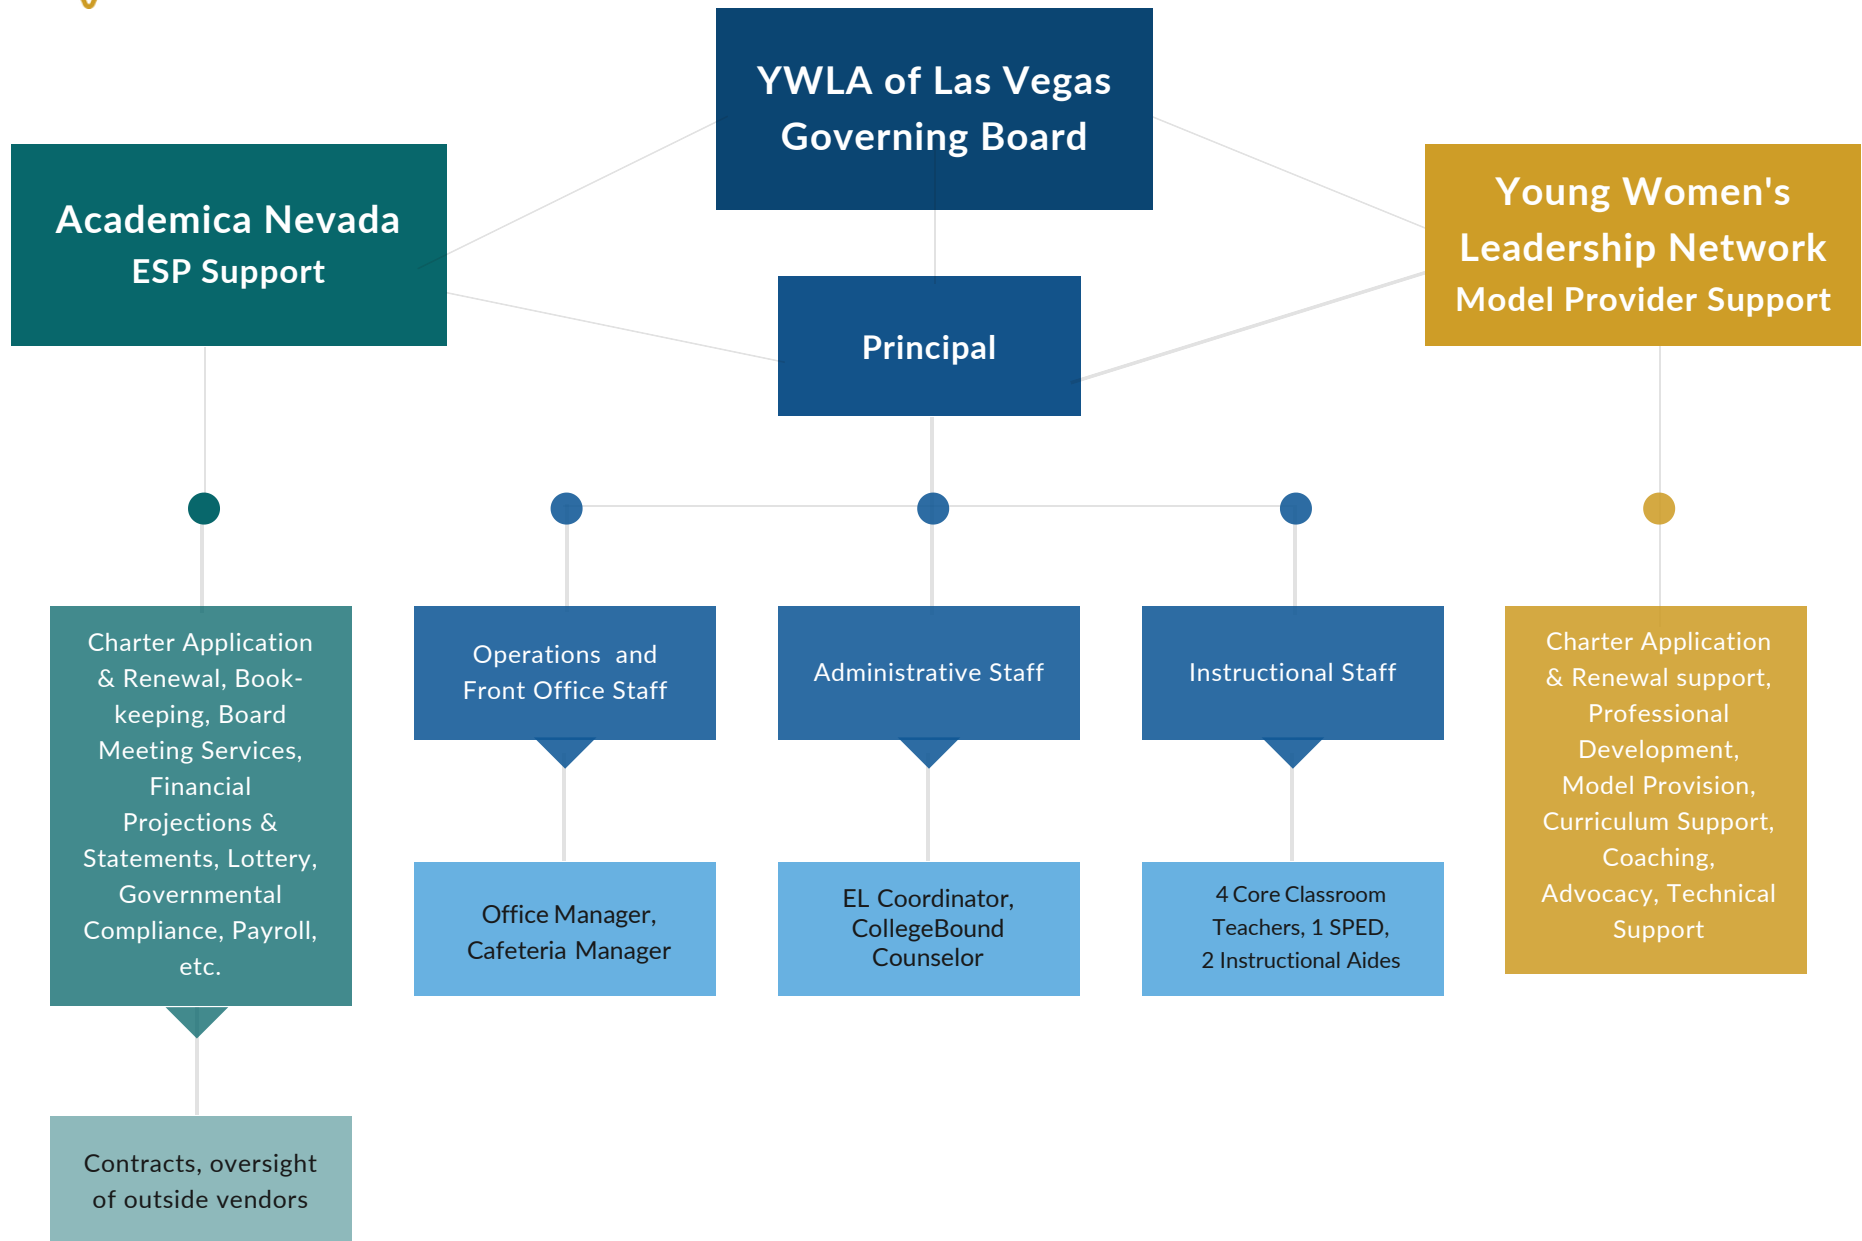 YWLA of Las Vegas
Governing Board
Academica Nevada
ESP Support
Young Women's
Leadership Network
Model Provider Support
Principal
Charter Application
& Renewal, Book-
keeping, Board
Meeting Services,
Financial
Projections &
Statements, Lottery,
Governmental
Compliance, Payroll,
etc.
Operations and
Front Office Staff
Administrative Staff
Instructional Staff
Charter Application
& Renewal support,
Professional
Development,
Model Provision,
Curriculum Support,
Coaching,
Advocacy, Technical
Support
Office Manager,
Cafeteria Manager
EL Coordinator,
CollegeBound
Counselor
4 Core Classroom
Teachers, 1 SPED,
2 Instructional Aides
Contracts, oversight
of outside vendors